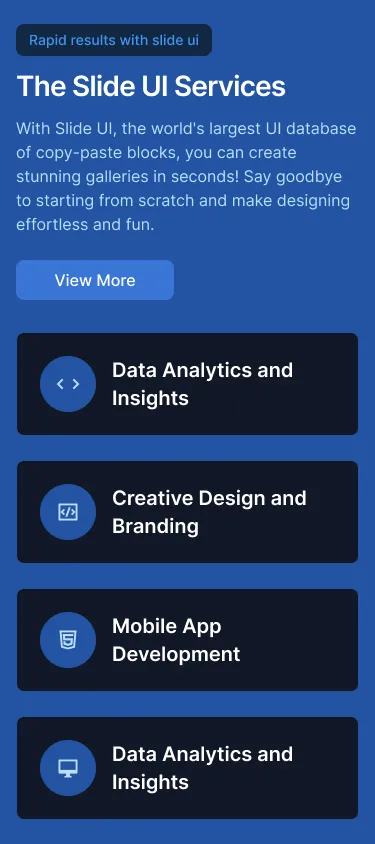 Rapid results with slide ui
The Slide UI Services
With Slide UI, the world's largest UI database
of copy-paste blocks, you can create
stunning galleries in seconds! Say goodbye
to starting from scratch and make designing
effortless and fun.
View More
Data Analytics and
Insights
Creative Design and
Branding
Mobile App
Development
Data Analytics and
Insights